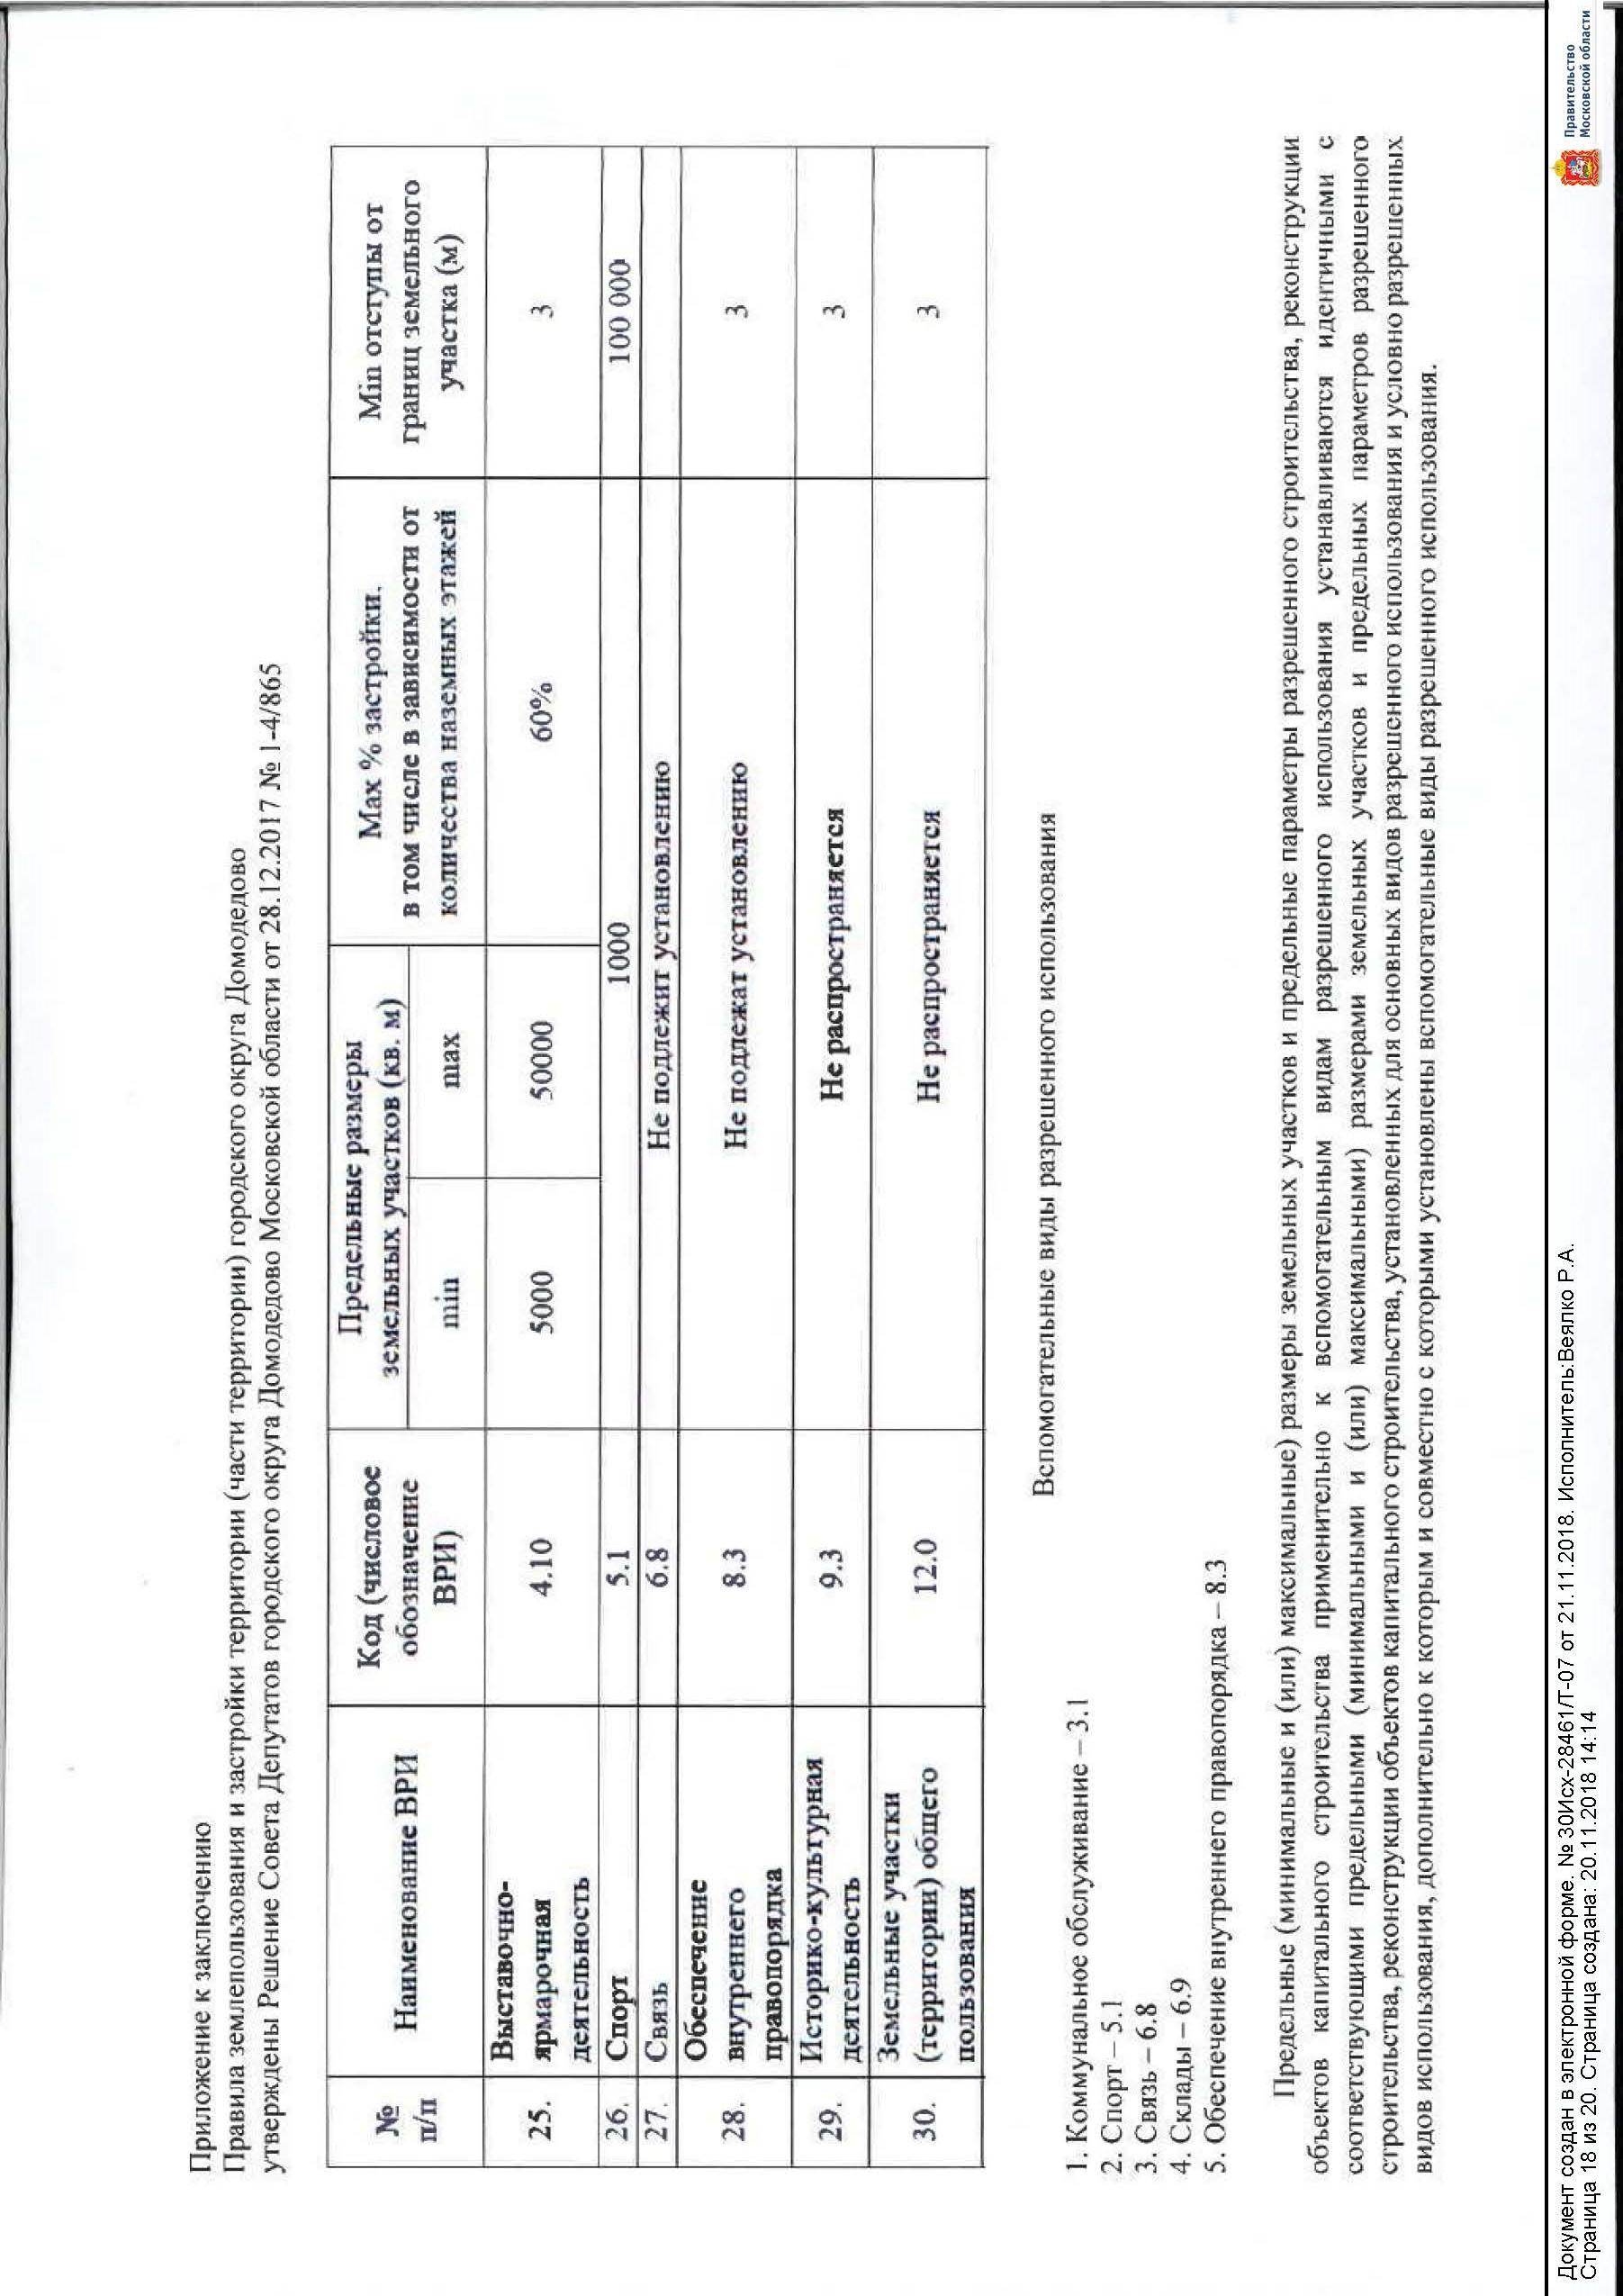 Приложение к заключению
Правила землепользования и застройки территории (части территории) городского округа Домодедово
утверждены Решение Совета Депутатов городского округа Домодедово Московской области от 28.12.2017 № 1-4/865
№ п/п
Наименование ВРИ
Код (числовое обозначение ВРИ)
Предельные размеры земельных участков (кв. м)
min
max
Max % застройки.
в том числе в зависимости от
количества наземных этажей
Min отступы от
границ земельного
участка (м)
25. Выставочно-ярмарочная деятельность 4.10 5000 50000 60% 3
26. Спорт 5.1 1000 100 000
27. Связь 6.8 Не подлежит установлению
28. Обеспечение внутреннего правопорядка 8.3 Не подлежат установлению 3
29. Историко-культурная деятельность 9.3 Не распространяется 3
30. Земельные участки (территории) общего пользования 12.0 Не распространяется 3
Вспомогательные виды разрешенного использования
1. Коммунальное обслуживание – 3.1
2. Спорт – 5.1
3. Связь – 6.8
4. Склады – 6.9
5. Обеспечение внутреннего правопорядка – 8.3
Предельные (минимальные и (или) максимальные) размеры земельных участков и предельные параметры разрешенного строительства, реконструкции
объектов капитального строительства применительно к вспомогательным видам разрешенного использования устанавливаются идентичными с
соответствующими предельными (минимальными и (или) максимальными) размерами земельных участков и предельных параметров разрешенного
строительства, реконструкции объектов капитального строительства, установленных для основных видов разрешенного использования и условно разрешенных
видов использования, дополнительно к которым и совместно с которыми установлены вспомогательные виды разрешенного использования.
Документ создан в электронной форме. № 30Исх-28461/Т-07 от 21.11.2018. Исполнитель:Веялко Р.А.
Страница 18 из 20. Страница создана: 20.11.2018 14:14
Правительство
Московской области